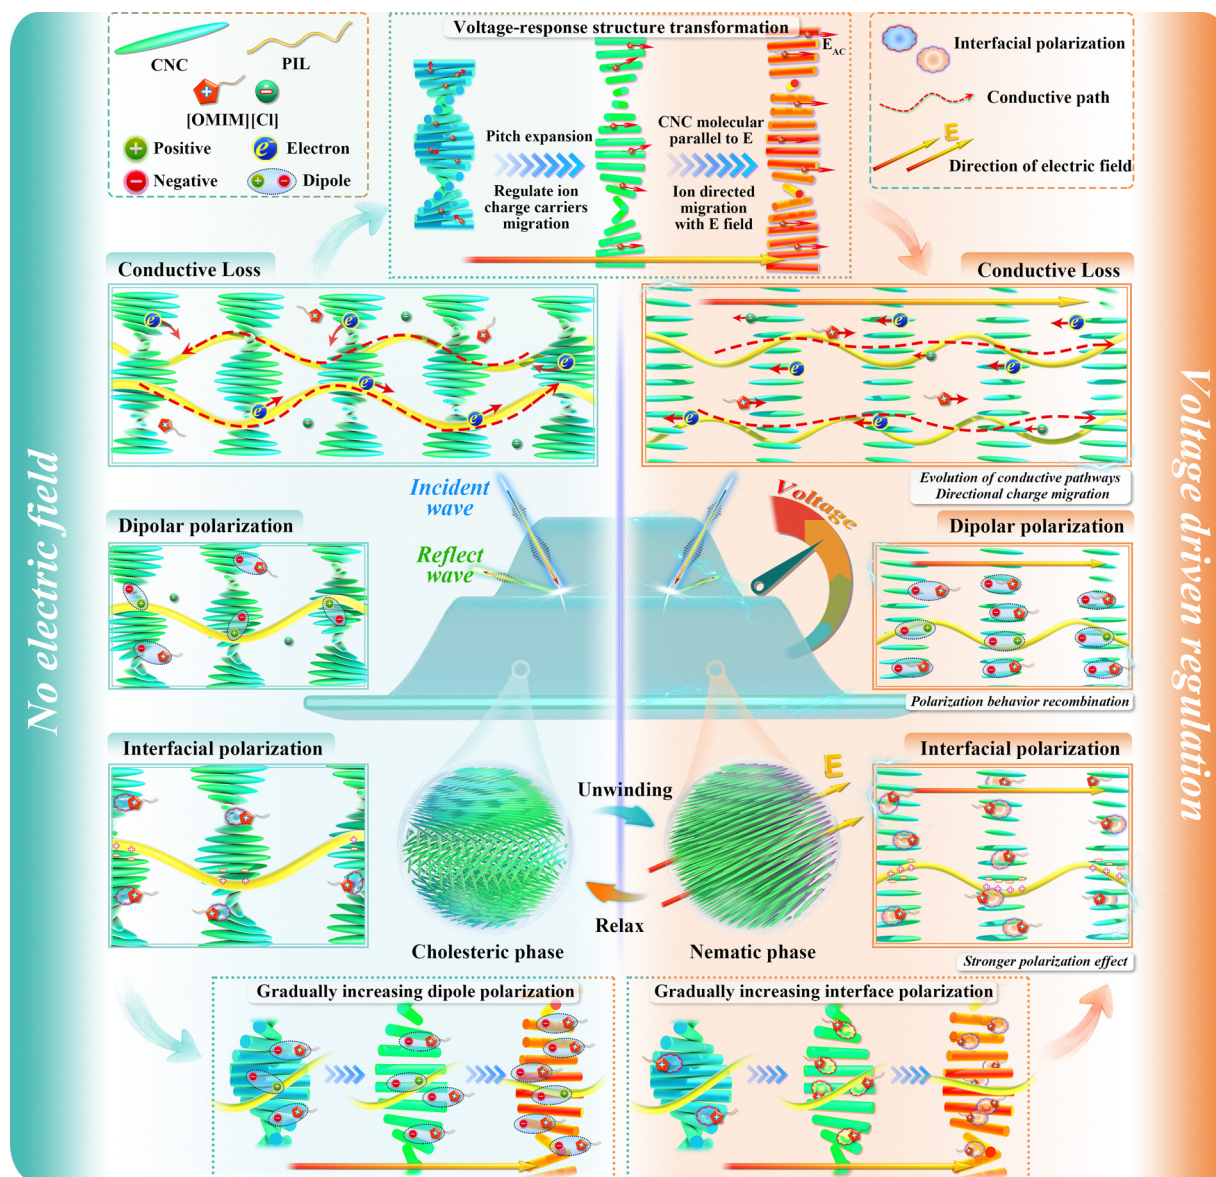 Voltage-response structure transformation
CNC
PIL
[OMIM][Cl]
Positive
e⁻
Electron
Negative
Dipole
Pitch expansion
Regulate ion
charge carriers
migration
CNC molecular
parallel to E
Ion directed
migration
with E field
E_AC
Interfacial polarization
Conductive path
E
Direction of electric field
No electric field
Voltage driven regulation
Conductive Loss
e⁻
e⁻
e⁻
e⁻
e⁻
e⁻
Conductive Loss
e⁻
e⁻
e⁻
e⁻
e⁻
e⁻
Evolution of conductive pathways
Directional charge migration
Incident
wave
Reflect
wave
Voltage
Dipolar polarization
Dipolar polarization
Polarization behavior recombination
Interfacial polarization
Interfacial polarization
Stronger polarization effect
Unwinding
E
Relax
Cholesteric phase
Nematic phase
Gradually increasing dipole polarization
Gradually increasing interface polarization